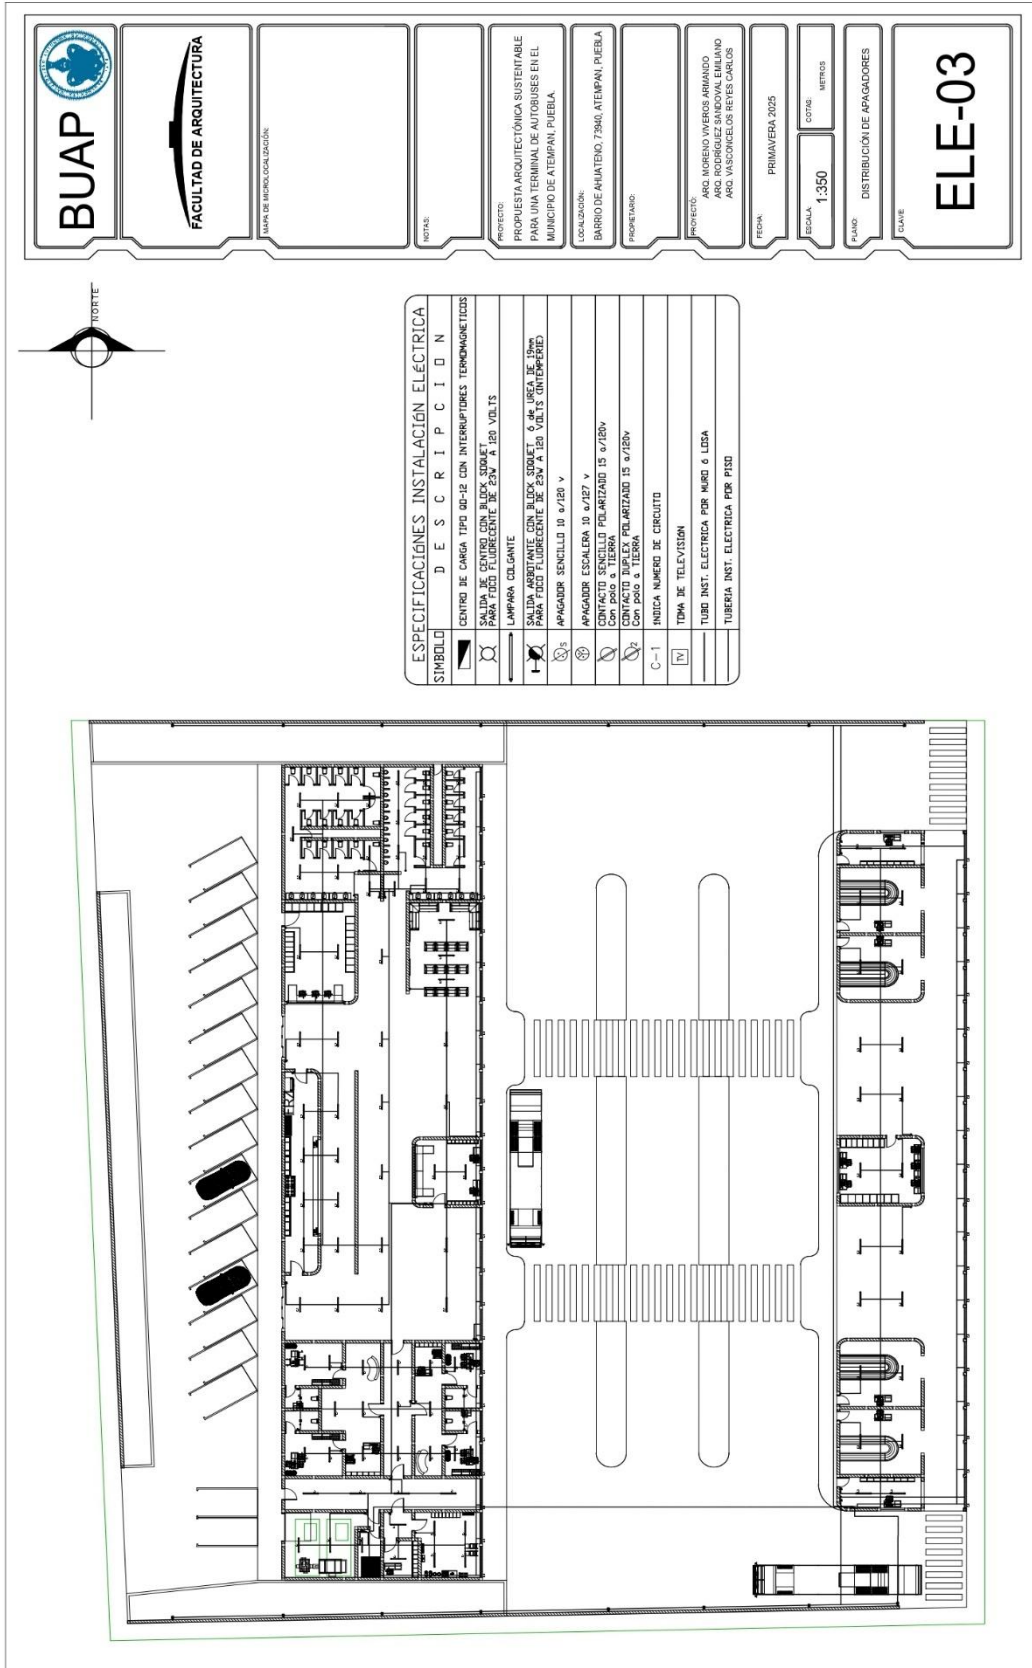 BUAP
FACULTAD DE ARQUITECTURA
MAPA DE MICROLOCALIZACIÓN:
NOTAS:
PROYECTO:
PROPUESTA ARQUITECTÓNICA SUSTENTABLE
PARA UNA TERMINAL DE AUTOBUSES EN EL
MUNICIPIO DE ATEMPAN, PUEBLA.
LOCALIZACIÓN:
BARRIO DE AHUATENO, 73940, ATEMPAN, PUEBLA
PROPIETARIO:
PROYECTÓ:
ARQ. MORENO VIVEROS ARMANDO
ARQ. RODRÍGUEZ SANDOVAL EMILIANO
ARQ. VASCONCELOS REYES CARLOS
FECHA:
PRIMAVERA 2025
ESCALA:
1:350
COTAS:
METROS
PLANO:
DISTRIBUCIÓN DE APAGADORES
CLAVE
ELE-03
NORTE
ESPECIFICACIÓNES INSTALACIÓN ELÉCTRICA
SIMBOLO
D E S C R I P C I O N
CENTRO DE CARGA TIPO QO-12 CON INTERRUPTORES TERMOMAGNETICOS
SALIDA DE CENTRO CON BLOCK SOQUET
PARA FOCO FLUORECENTE DE 23W A 120 VOLTS
LAMPARA COLGANTE
SALIDA ARBOTANTE CON BLOCK SOQUET ó de UREA DE 19mm
PARA FOCO FLUORECENTE DE 23W A 120 VOLTS (INTEMPERIE)
S
APAGADOR SENCILLO 10 a/120 v
APAGADOR ESCALERA 10 a/127 v
CONTACTO SENCILLO POLARIZADO 15 a/120v
Con polo a TIERRA
2
CONTACTO DUPLEX POLARIZADO 15 a/120v
Con polo a TIERRA
C-1
INDICA NUMERO DE CIRCUITO
TV
TOMA DE TELEVISIóN
TUBO INST. ELECTRICA POR MURO ó LOSA
TUBERIA INST. ELECTRICA POR PISO